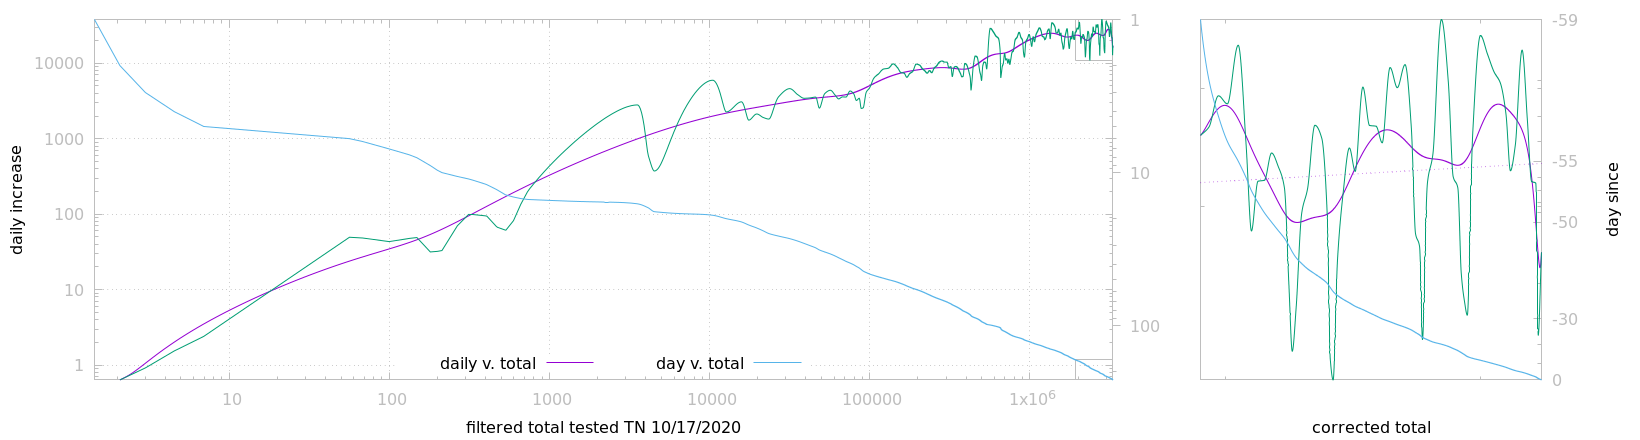 daily increase
10000
1000
100
10
1
10
100
1000
10000
100000
1x10^6
1
10
100
daily v. total
day v. total
filtered total tested TN 10/17/2020
-59
-55
-50
-30
0
day since
corrected total